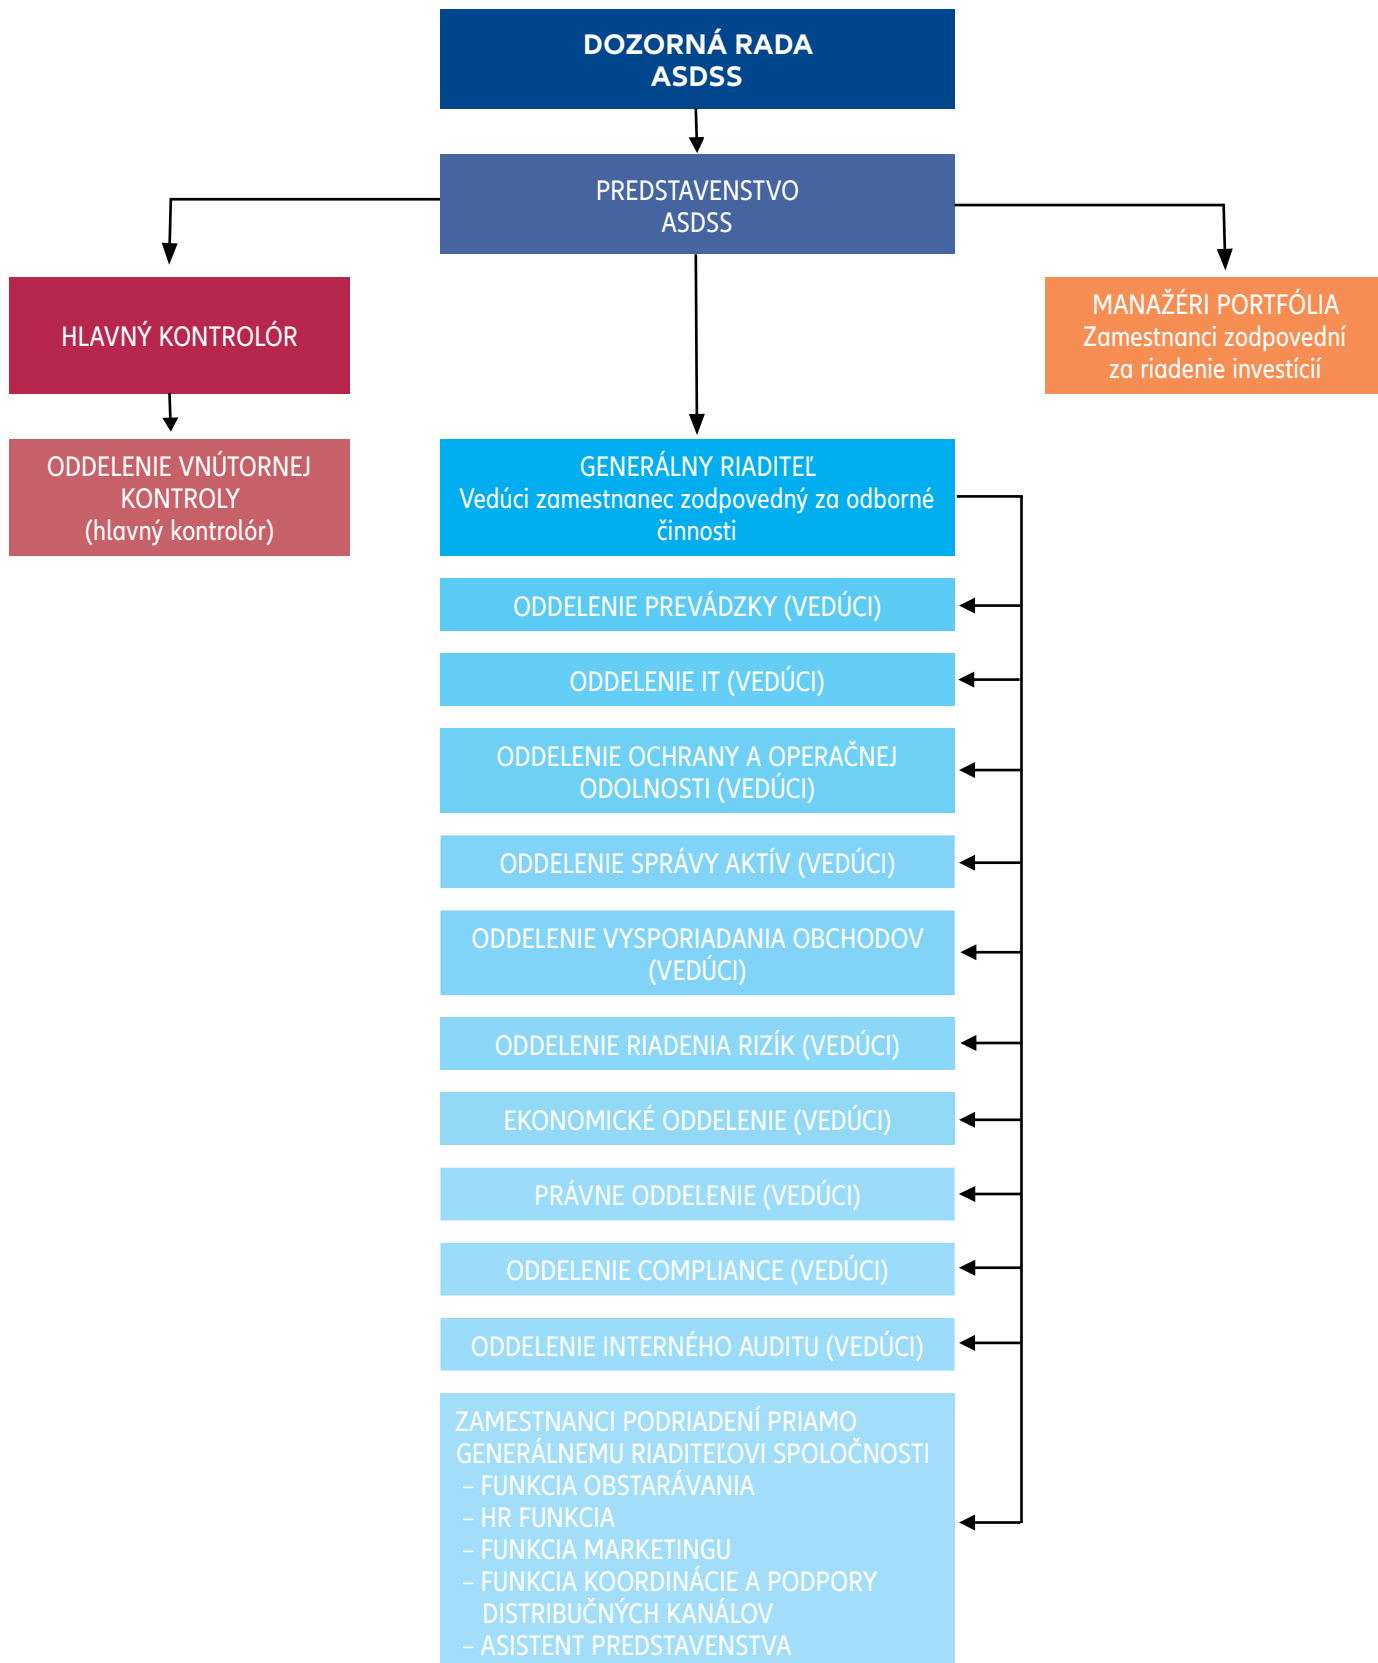 DOZORNÁ RADA
ASDSS
PREDSTAVENSTVO
ASDSS
HLAVNÝ KONTROLÓR
MANAŽÉRI PORTFÓLIA
Zamestnanci zodpovední
za riadenie investícií
ODDELENIE VNÚTORNEJ
KONTROLY
(hlavný kontrolór)
GENERÁLNY RIADITEĽ
Vedúci zamestnanec zodpovedný za odborné
činnosti
ODDELENIE PREVÁDZKY (VEDÚCI)
ODDELENIE IT (VEDÚCI)
ODDELENIE OCHRANY A OPERAČNEJ
ODOLNOSTI (VEDÚCI)
ODDELENIE SPRÁVY AKTÍV (VEDÚCI)
ODDELENIE VYSPORIADANIA OBCHODOV
(VEDÚCI)
ODDELENIE RIADENIA RIZÍK (VEDÚCI)
EKONOMICKÉ ODDELENIE (VEDÚCI)
PRÁVNE ODDELENIE (VEDÚCI)
ODDELENIE COMPLIANCE (VEDÚCI)
ODDELENIE INTERNÉHO AUDITU (VEDÚCI)
ZAMESTNANCI PODRIADENÍ PRIAMO
GENERÁLNEMU RIADITEĽOVI SPOLOČNOSTI
– FUNKCIA OBSTARÁVANIA
– HR FUNKCIA
– FUNKCIA MARKETINGU
– FUNKCIA KOORDINÁCIE A PODPORY
DISTRIBUČNÝCH KANÁLOV
– ASISTENT PREDSTAVENSTVA